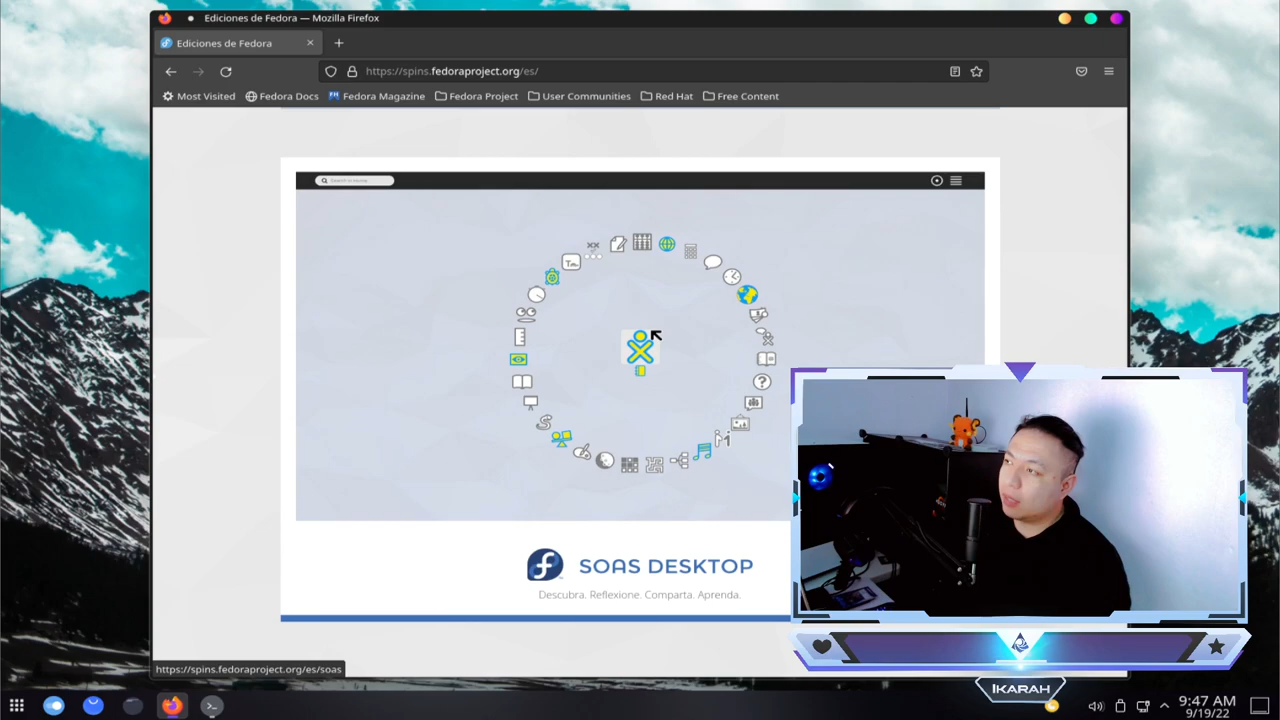 Ediciones de Fedora — Mozilla Firefox
Ediciones de Fedora
https://spins.fedoraproject.org/es/
Most Visited Fedora Docs Fedora Magazine Fedora Project User Communities Red Hat Free Content
SOAS DESKTOP
Descubra. Reflexione. Comparta. Aprenda.
https://spins.fedoraproject.org/es/soas
IKARAH
9:47 AM
9/19/22